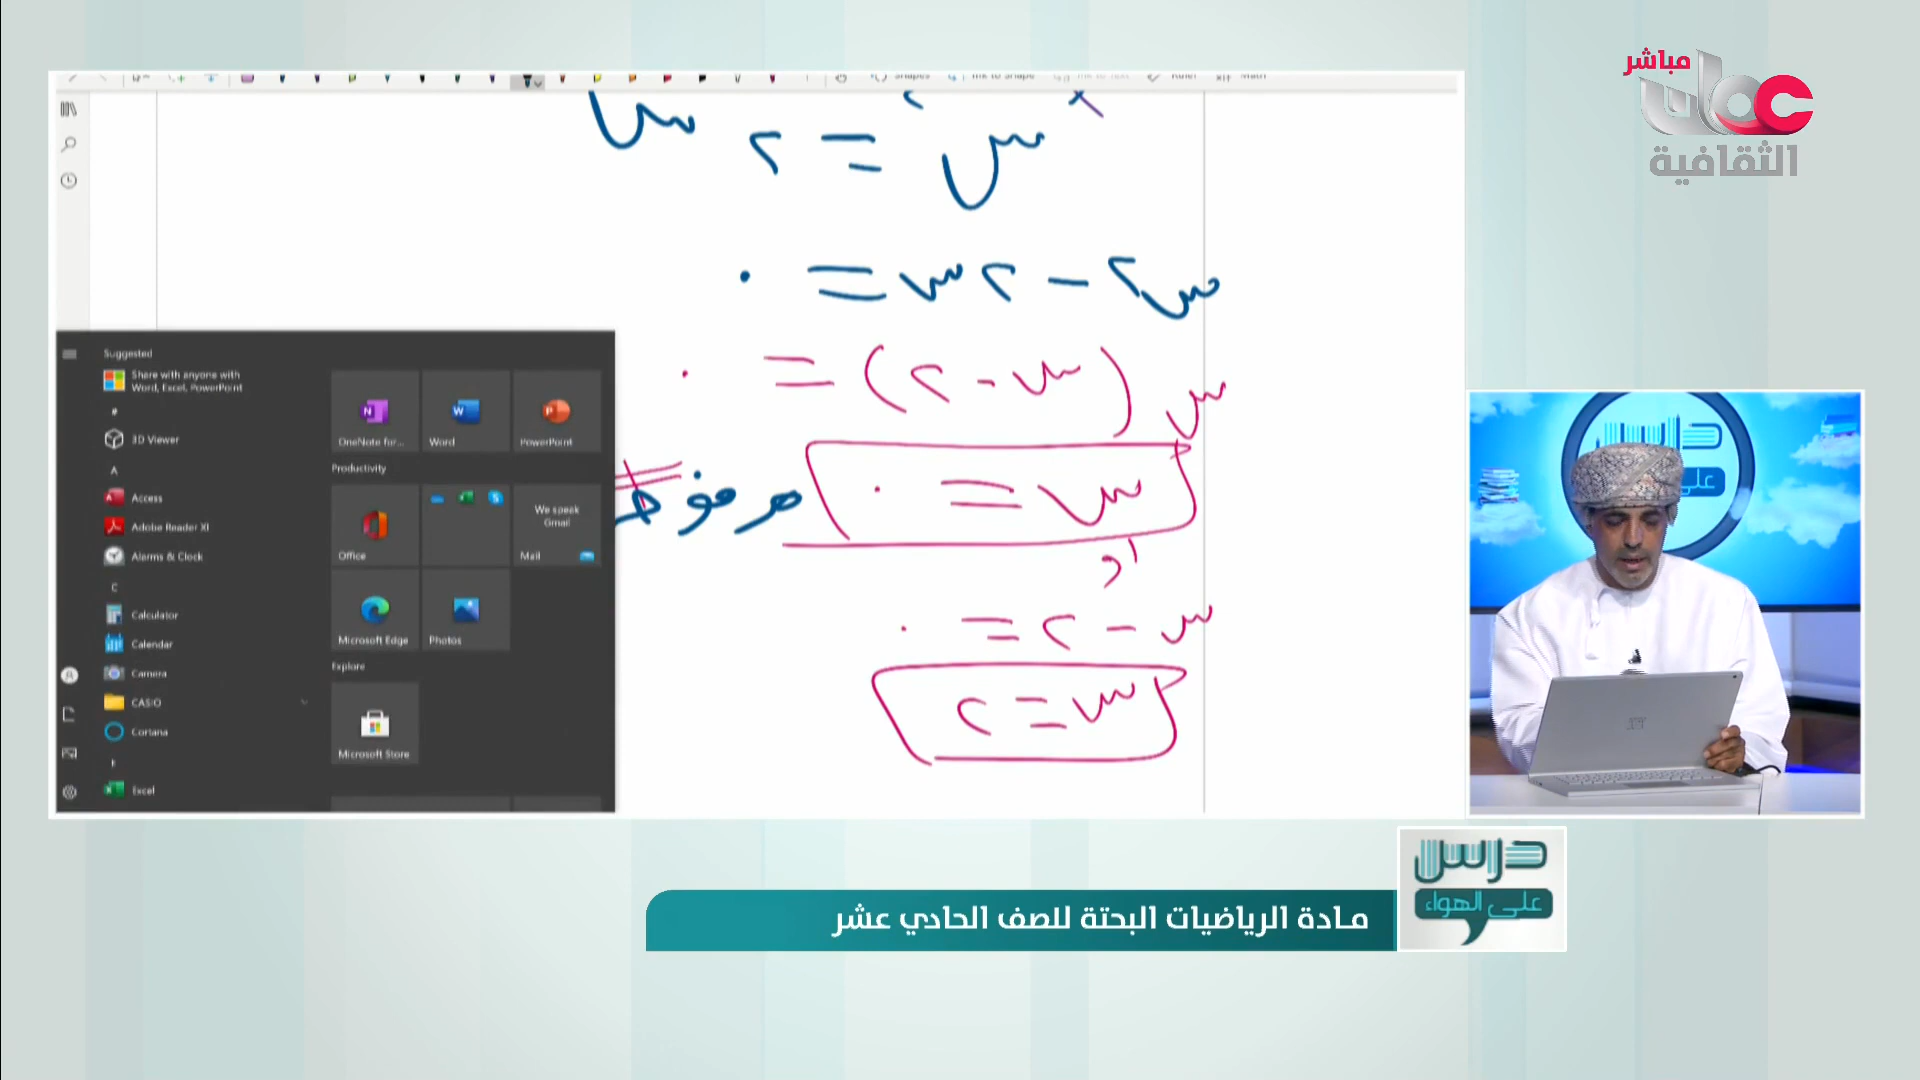 مباشر
عمان
الثقافية
س٢ = ٢ س
س٢ - ٢س = ٠
س (س - ٢) = ٠
س = ٠ مرفوض
أو
س - ٢ = ٠
س = ٢
Suggested
Share with anyone with
Word, Excel, PowerPoint
#
3D Viewer
A
Access
Adobe Reader XI
Alarms & Clock
C
Calculator
Calendar
Camera
CASIO
Cortana
Excel
OneNote for...
Word
PowerPoint
Productivity
Office
We speak
Gmail
Mail
Microsoft Edge
Photos
Explore
Microsoft Store
درس
على الهواء
مادة الرياضيات البحتة للصف الحادي عشر